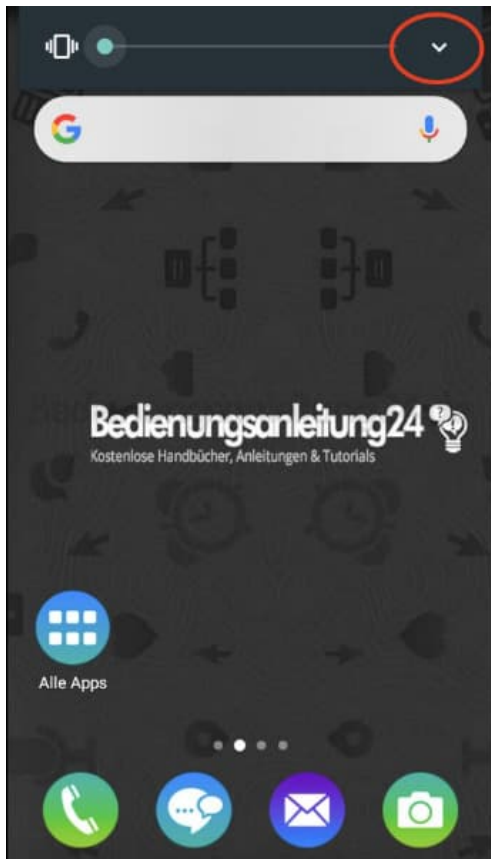 Bedienungsanleitung24
Kostenlose Handbücher, Anleitungen & Tutorials
Alle Apps